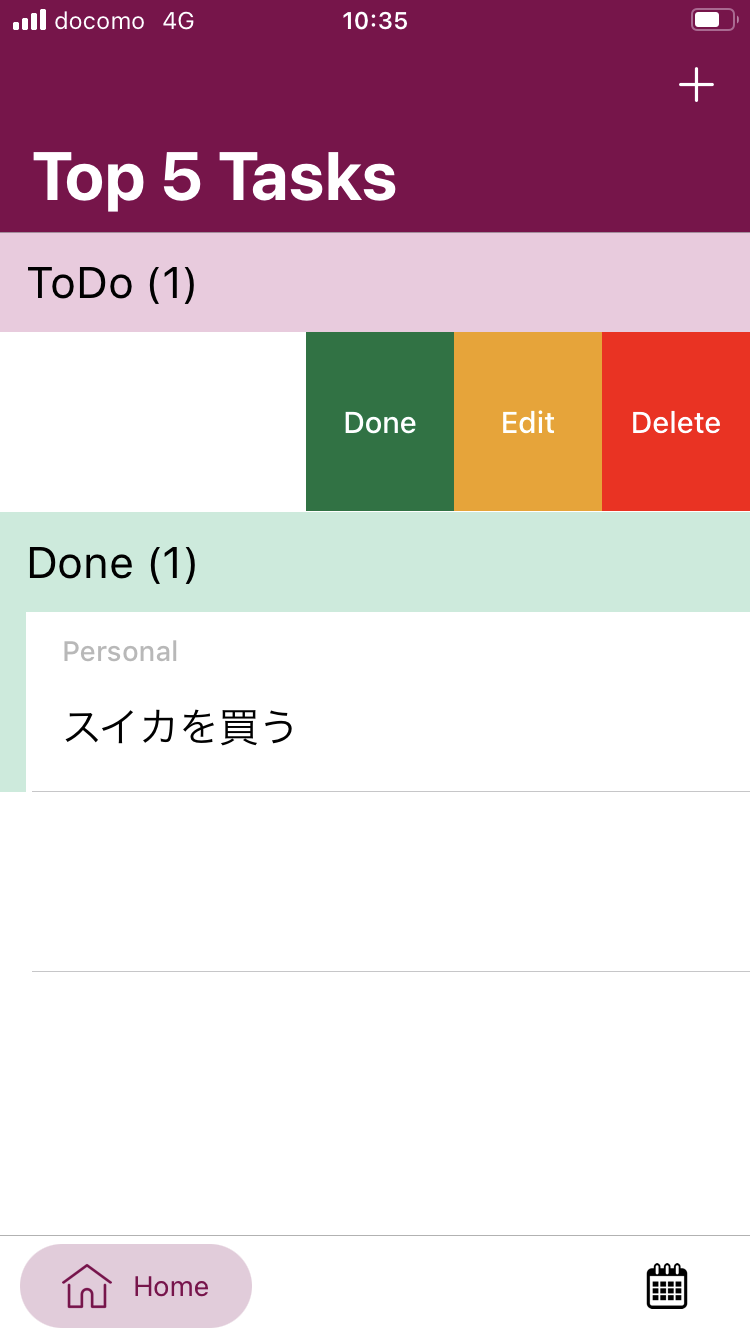 docomo 4G 10:35
Top 5 Tasks
ToDo (1)
Done Edit Delete
Done (1)
Personal
スイカを買う
Home